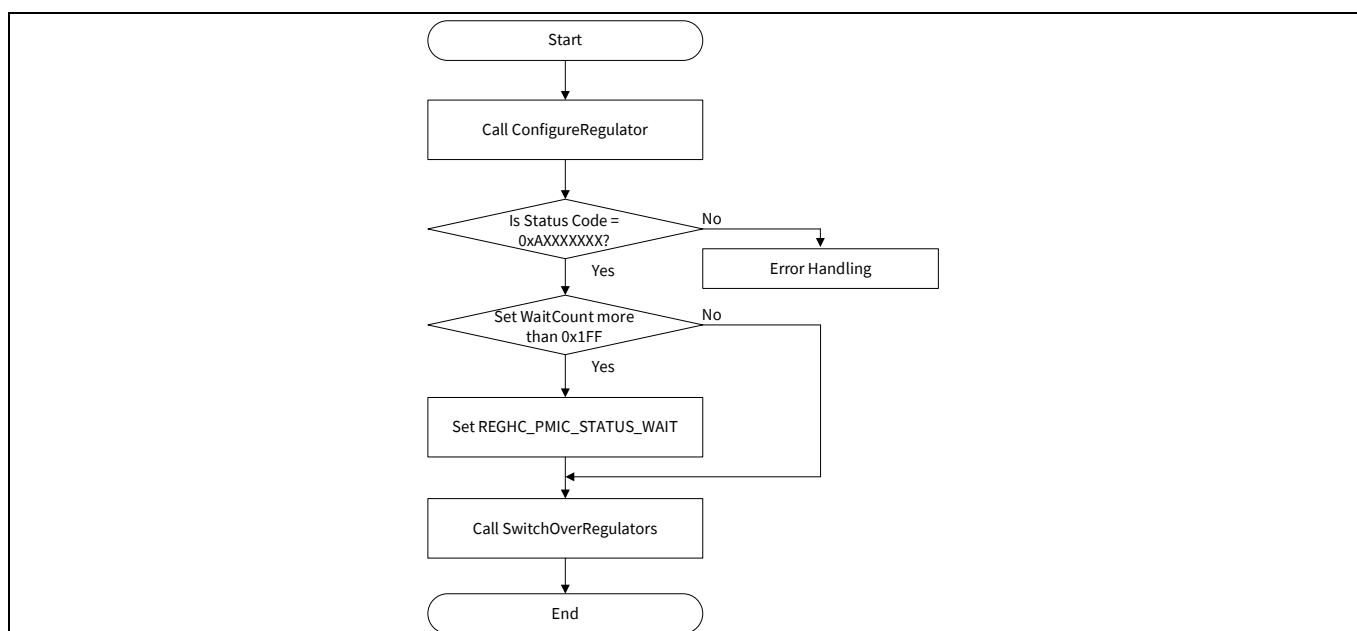 Start
Call ConfigureRegulator
Is Status Code =
0xAXXXXXXX?
No
Error Handling
Yes
Set WaitCount more
than 0x1FF
No
Yes
Set REGHC_PMIC_STATUS_WAIT
Call SwitchOverRegulators
End